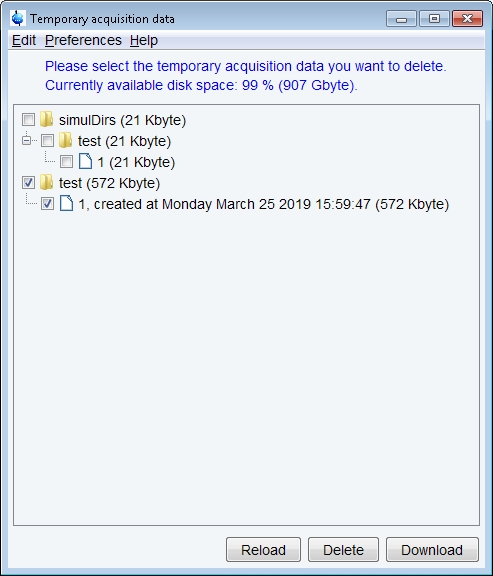 Temporary acquisition data
Edit Preferences Help
Please select the temporary acquisition data you want to delete.
Currently available disk space: 99 % (907 Gbyte).
simulDirs (21 Kbyte)
test (21 Kbyte)
1 (21 Kbyte)
test (572 Kbyte)
1, created at Monday March 25 2019 15:59:47 (572 Kbyte)
Reload Delete Download